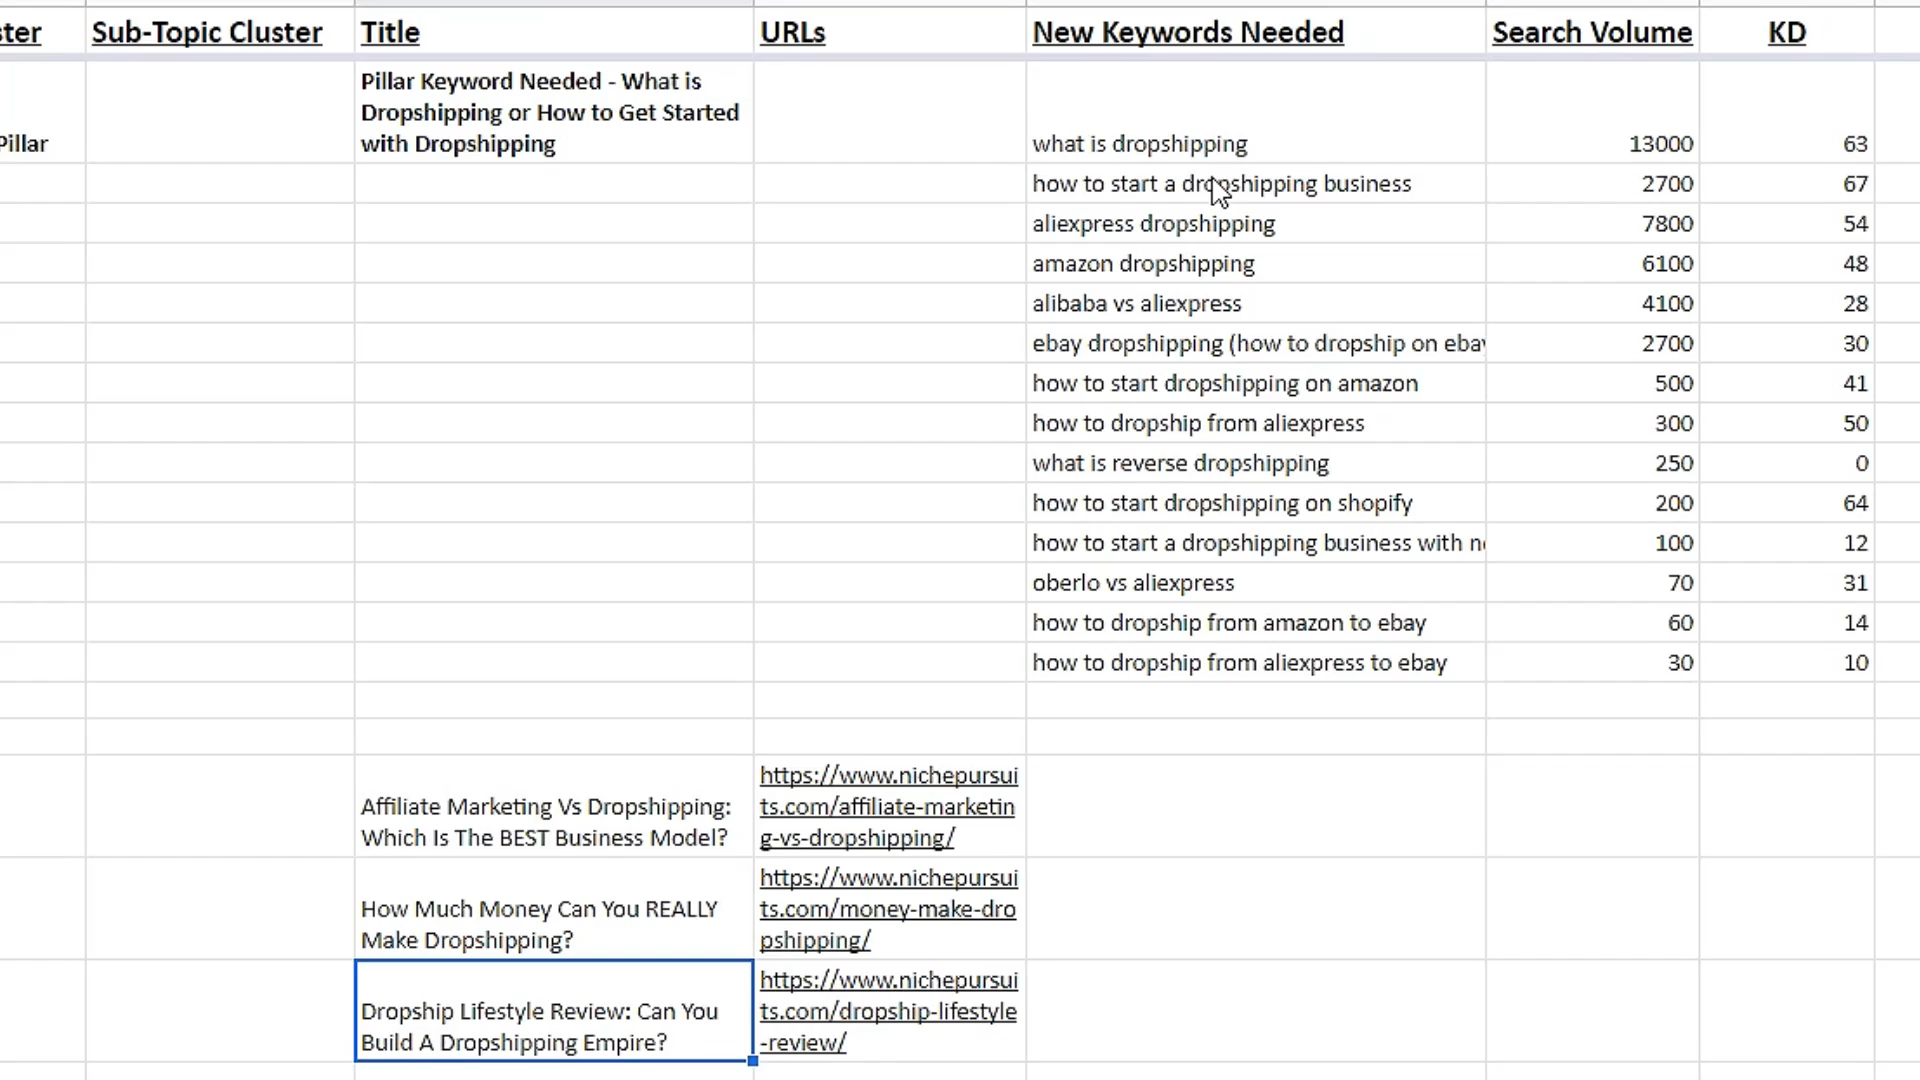 ster Sub-Topic Cluster Title URLs New Keywords Needed Search Volume KD
Pillar Keyword Needed - What is
Dropshipping or How to Get Started
Pillar with Dropshipping what is dropshipping 13000 63
how to start a dropshipping business 2700 67
aliexpress dropshipping 7800 54
amazon dropshipping 6100 48
alibaba vs aliexpress 4100 28
ebay dropshipping (how to dropship on ebay 2700 30
how to start dropshipping on amazon 500 41
how to dropship from aliexpress 300 50
what is reverse dropshipping 250 0
how to start dropshipping on shopify 200 64
how to start a dropshipping business with 100 12
oberlo vs aliexpress 70 31
how to dropship from amazon to ebay 60 14
how to dropship from aliexpress to ebay 30 10
Affiliate Marketing Vs Dropshipping:
Which Is The BEST Business Model?
https://www.nichepursui
ts.com/affiliate-marketin
g-vs-dropshipping/
How Much Money Can You REALLY
Make Dropshipping?
https://www.nichepursui
ts.com/money-make-dro
pshipping/
Dropship Lifestyle Review: Can You
Build A Dropshipping Empire?
https://www.nichepursui
ts.com/dropship-lifestyle
-review/